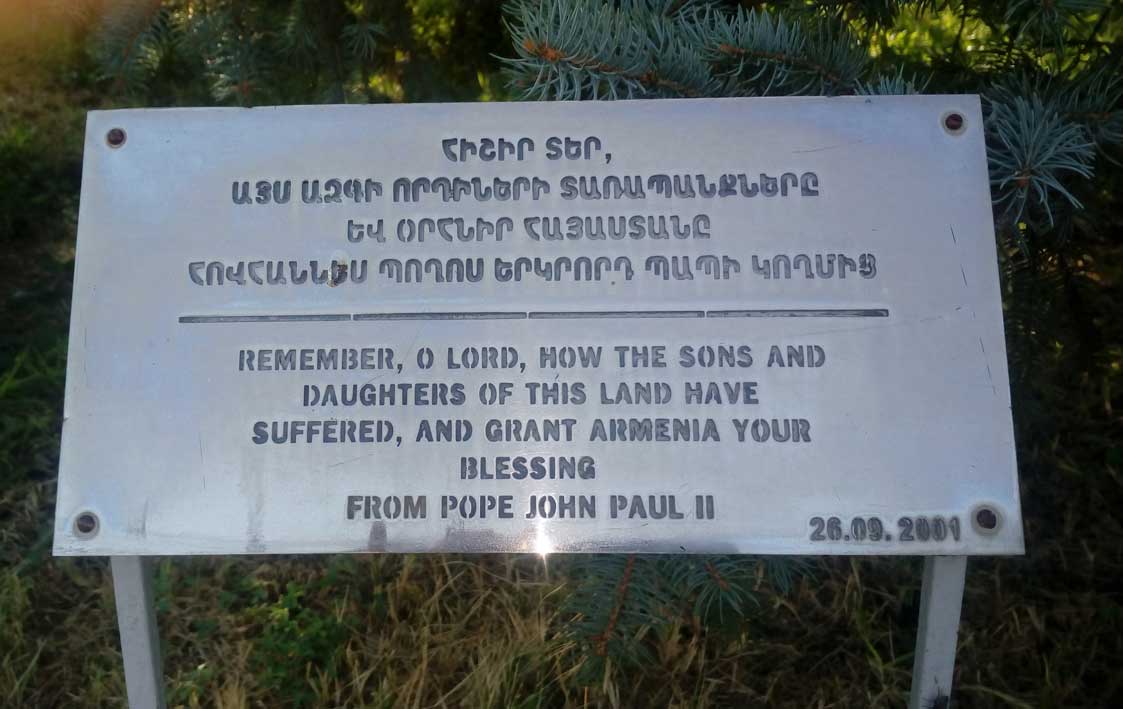 ՀԻՇԻՐ ՏԵՐ,
ԱՅՍ ԱԶԳԻ ՈՐԴԻՆԵՐԻ ՏԱՌԱՊԱՆՔՆԵՐԸ
ԵՎ ՕՐՀՆԻՐ ՀԱՅԱՍՏԱՆԸ
ՀՈՎՀԱՆՆԵՍ ՊՈՂՈՍ ԵՐԿՐՈՐԴ ՊԱՊԻ ԿՈՂՄԻՑ
REMEMBER, O LORD, HOW THE SONS AND
DAUGHTERS OF THIS LAND HAVE
SUFFERED, AND GRANT ARMENIA YOUR
BLESSING
FROM POPE JOHN PAUL II
26.09.2001